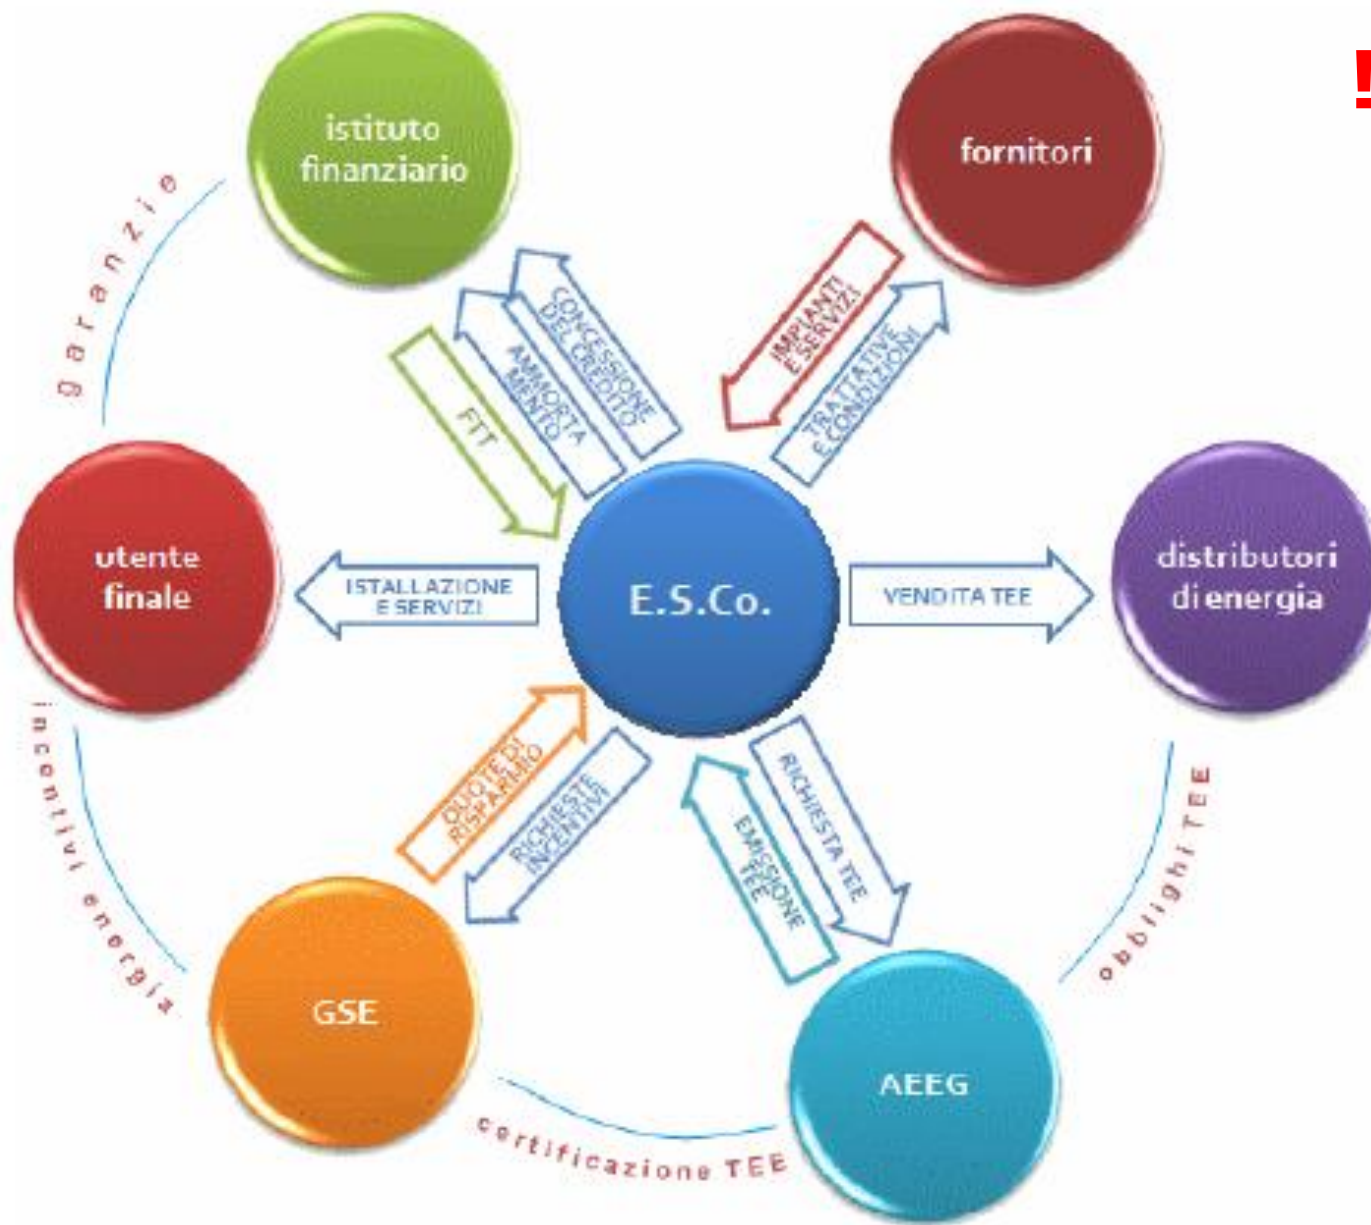 !
istituto
finanziario
fornitori
garanzie
CONCESSIONE
DEL CREDITO
AMMORTA
MENTO
FTT
IMPIANTI
E SERVIZI
TRATTATIVE
E CONDIZIONI
utente
finale
ISTALLAZIONE
E SERVIZI
E.S.Co.
VENDITA TEE
distributori
di energia
incentivi energia
QUOTE DI
RISPARMIO
RICHIESTE
INCENTIVI
EMISSIONE
TEE
RICHIESTA TEE
obblighi TEE
GSE
AEEG
certificazione TEE